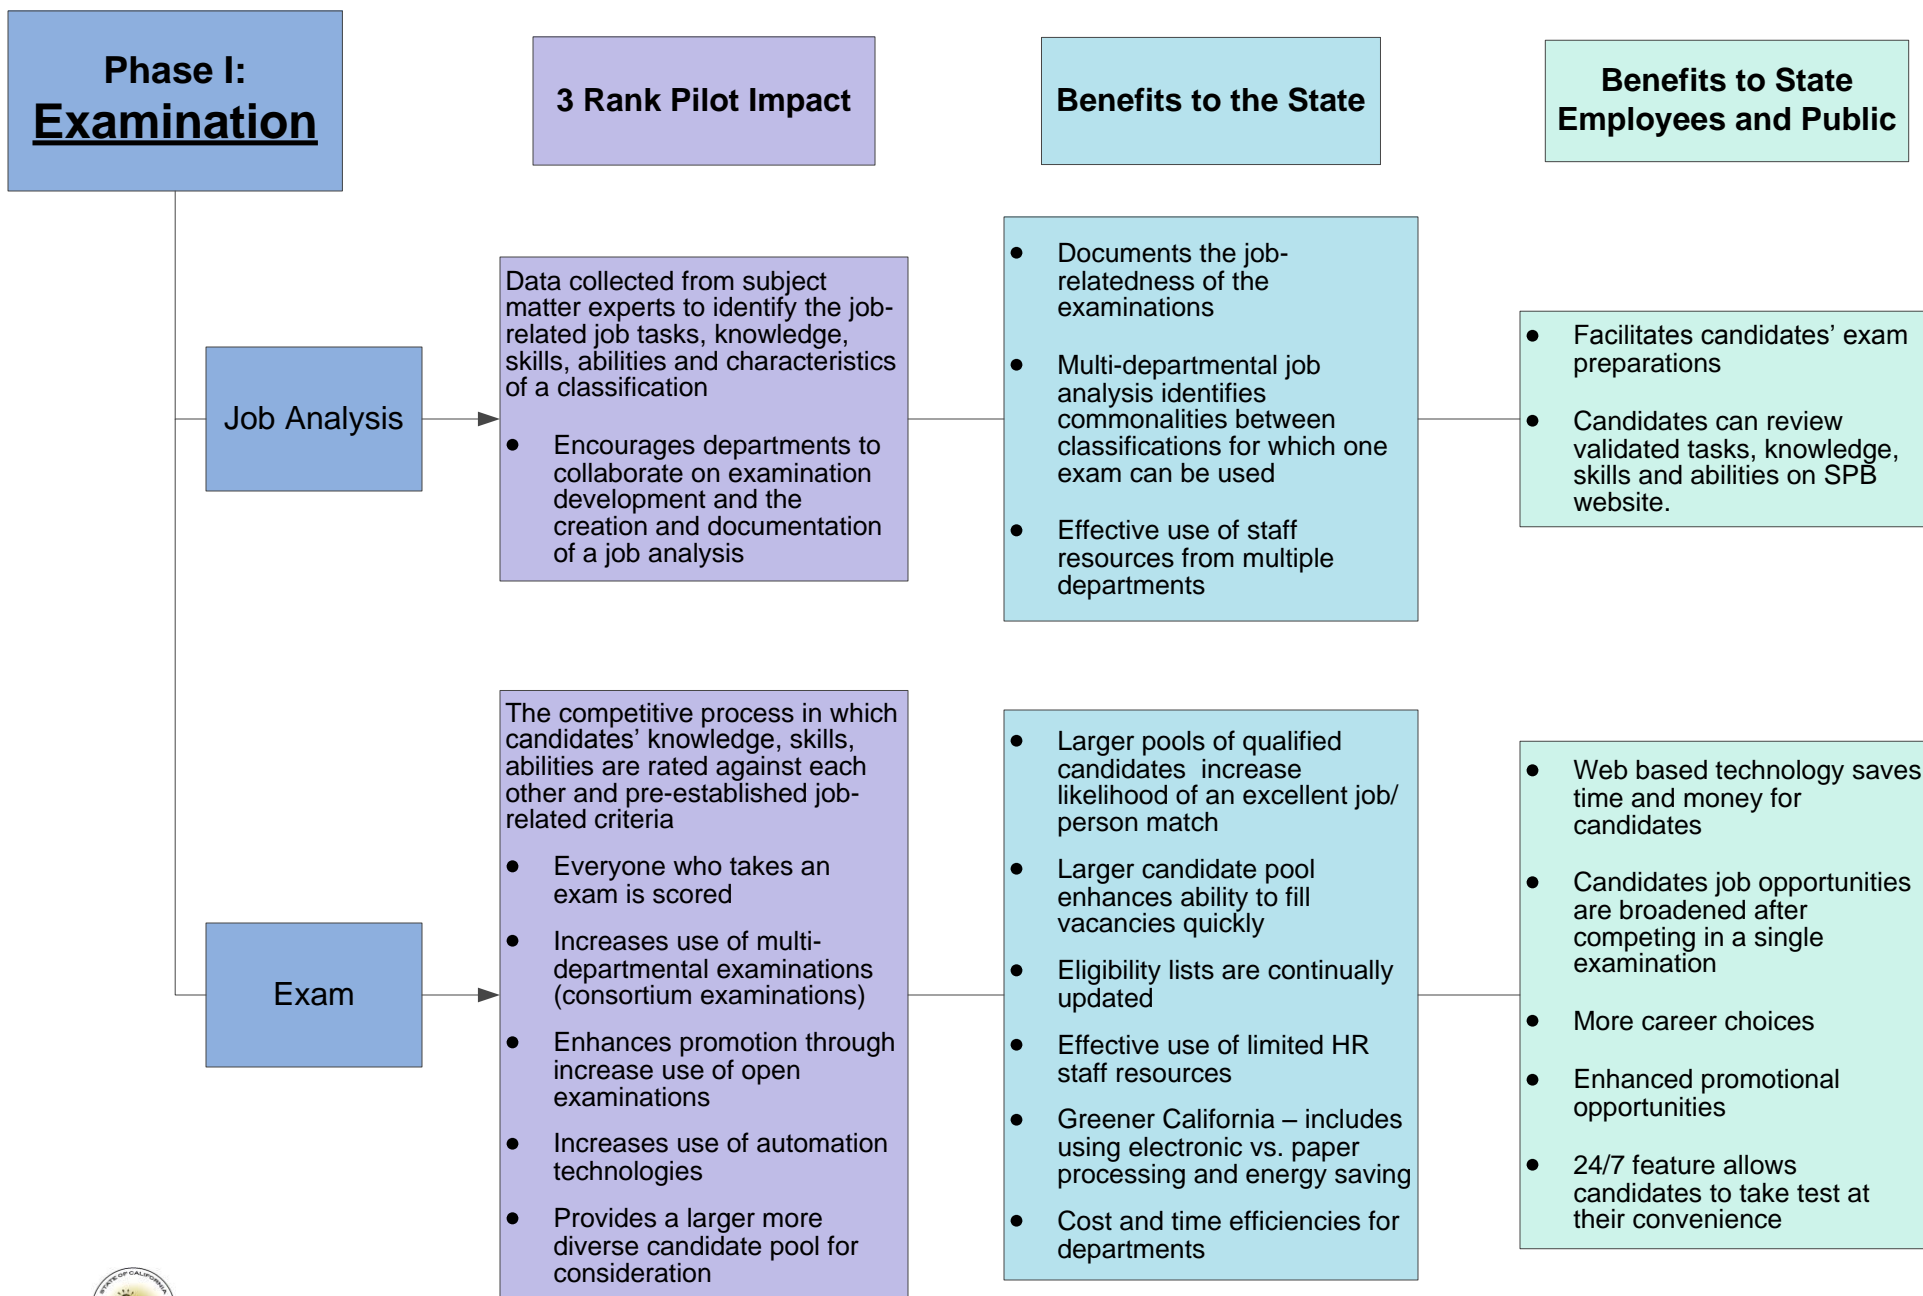 Phase I:
Examination
3 Rank Pilot Impact
Benefits to the State
Benefits to State
Employees and Public
Job Analysis
Data collected from subject
matter experts to identify the job-
related job tasks, knowledge,
skills, abilities and characteristics
of a classification
● Encourages departments to
collaborate on examination
development and the
creation and documentation
of a job analysis
● Documents the job-
relatedness of the
examinations
● Multi-departmental job
analysis identifies
commonalities between
classifications for which one
exam can be used
● Effective use of staff
resources from multiple
departments
● Facilitates candidates’ exam
preparations
● Candidates can review
validated tasks, knowledge,
skills and abilities on SPB
website.
Exam
The competitive process in which
candidates’ knowledge, skills,
abilities are rated against each
other and pre-established job-
related criteria
● Everyone who takes an
exam is scored
● Increases use of multi-
departmental examinations
(consortium examinations)
● Enhances promotion through
increase use of open
examinations
● Increases use of automation
technologies
● Provides a larger more
diverse candidate pool for
consideration
● Larger pools of qualified
candidates  increase
likelihood of an excellent job/
person match
● Larger candidate pool
enhances ability to fill
vacancies quickly
● Eligibility lists are continually
updated
● Effective use of limited HR
staff resources
● Greener California – includes
using electronic vs. paper
processing and energy saving
● Cost and time efficiencies for
departments
● Web based technology saves
time and money for
candidates
● Candidates job opportunities
are broadened after
competing in a single
examination
● More career choices
● Enhanced promotional
opportunities
● 24/7 feature allows
candidates to take test at
their convenience
STATE OF CALIFORNIA